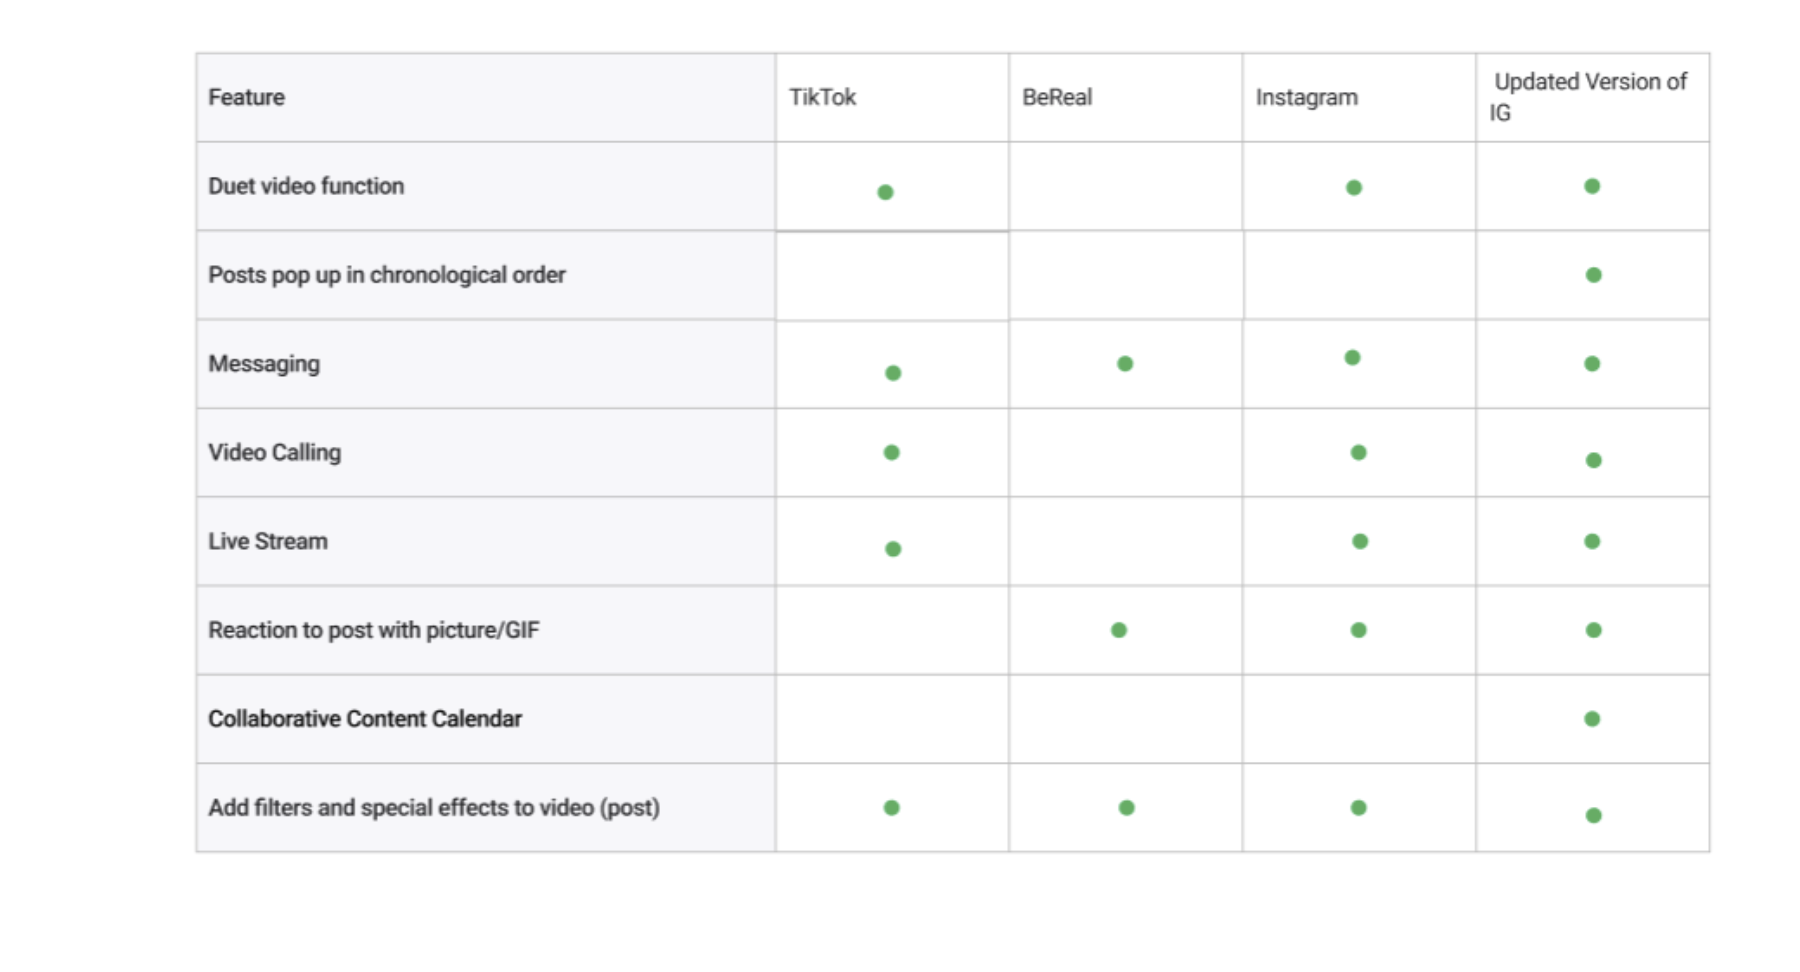 Feature
TikTok
BeReal
Instagram
Updated Version of
IG
Duet video function
Posts pop up in chronological order
Messaging
Video Calling
Live Stream
Reaction to post with picture/GIF
Collaborative Content Calendar
Add filters and special effects to video (post)